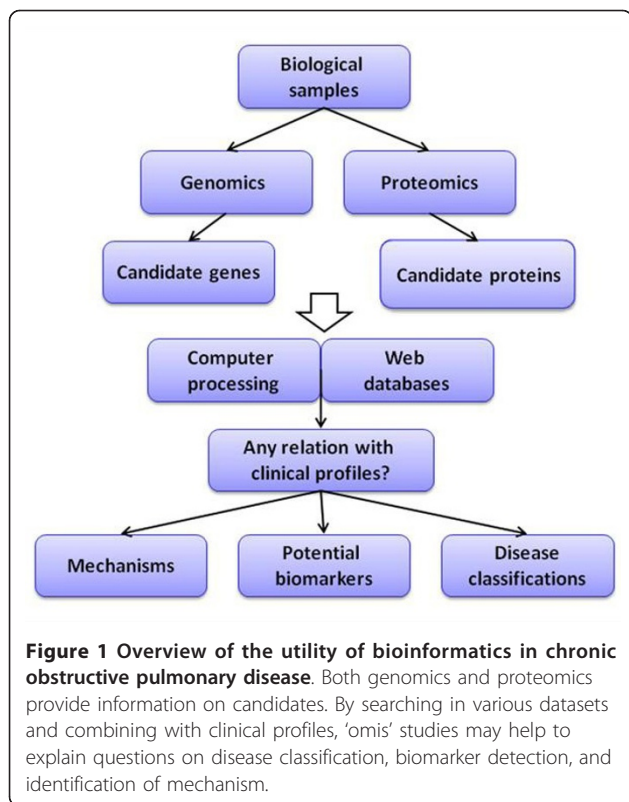 Biological
samples
Genomics
Proteomics
Candidate genes
Candidate proteins
Computer
processing
Web
databases
Any relation with
clinical profiles?
Mechanisms
Potential
biomarkers
Disease
classifications
Figure 1 Overview of the utility of bioinformatics in chronic
obstructive pulmonary disease. Both genomics and proteomics
provide information on candidates. By searching in various datasets
and combining with clinical profiles, 'omis' studies may help to
explain questions on disease classification, biomarker detection, and
identification of mechanism.